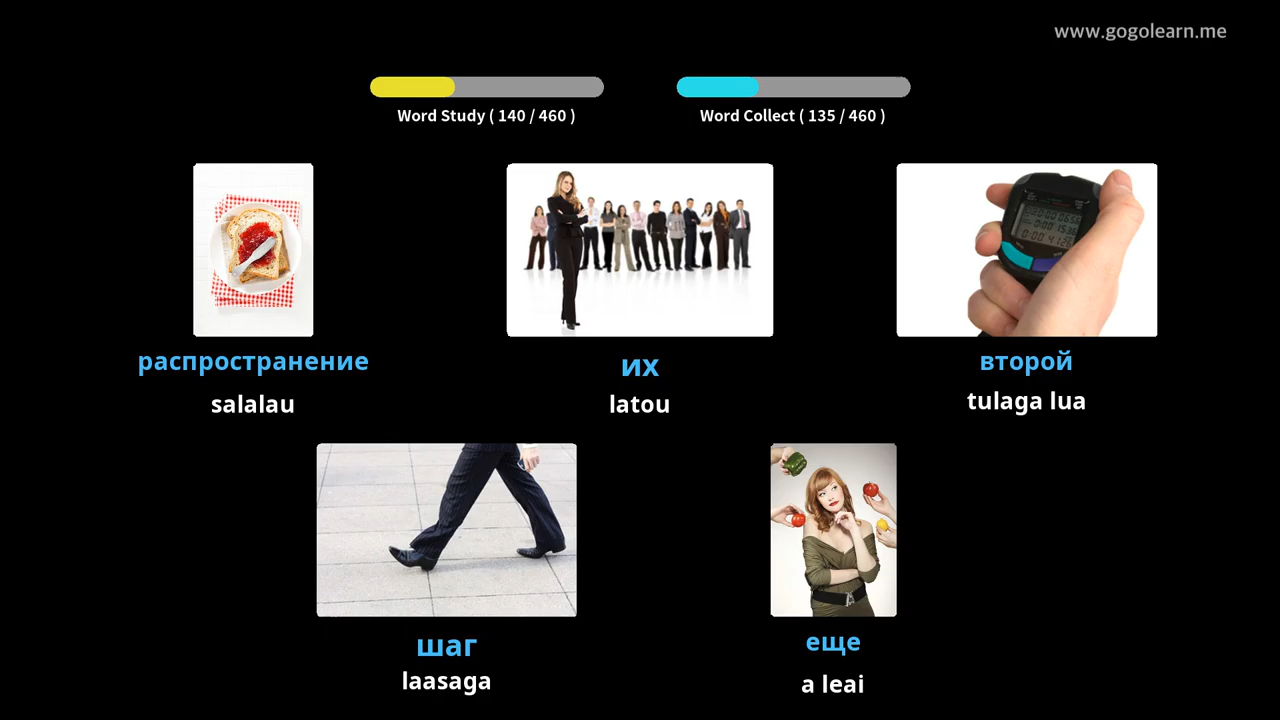 www.gogolearn.me
Word Study ( 140 / 460 )
Word Collect ( 135 / 460 )
распространение
salalau
их
latou
второй
tulaga lua
шаг
laasaga
еще
a leai